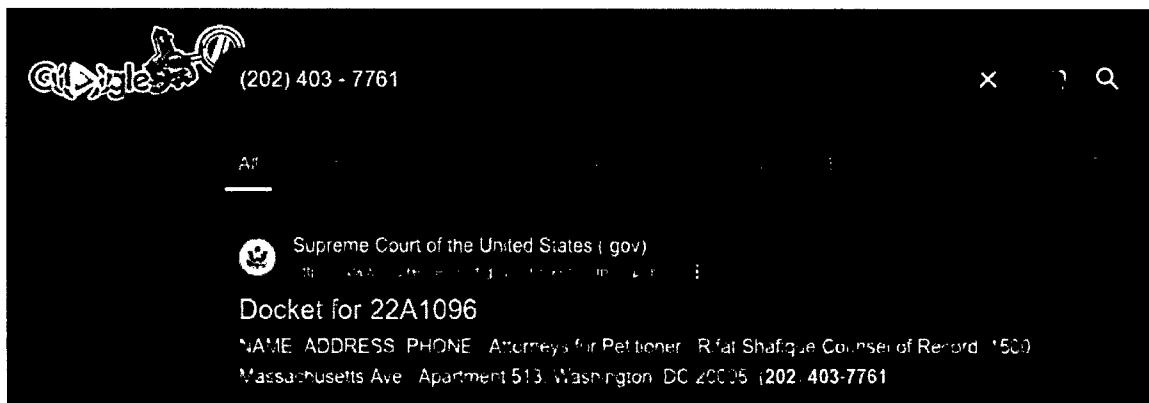 (202) 403 - 7761
All
Supreme Court of the United States (.gov)
Docket for 22A1096
NAME ADDRESS PHONE Attorneys for Petitioner Rifat Shafique Counsel of Record 1500
Massachusetts Ave Apartment 513, Washington DC 20005 (202) 403-7761